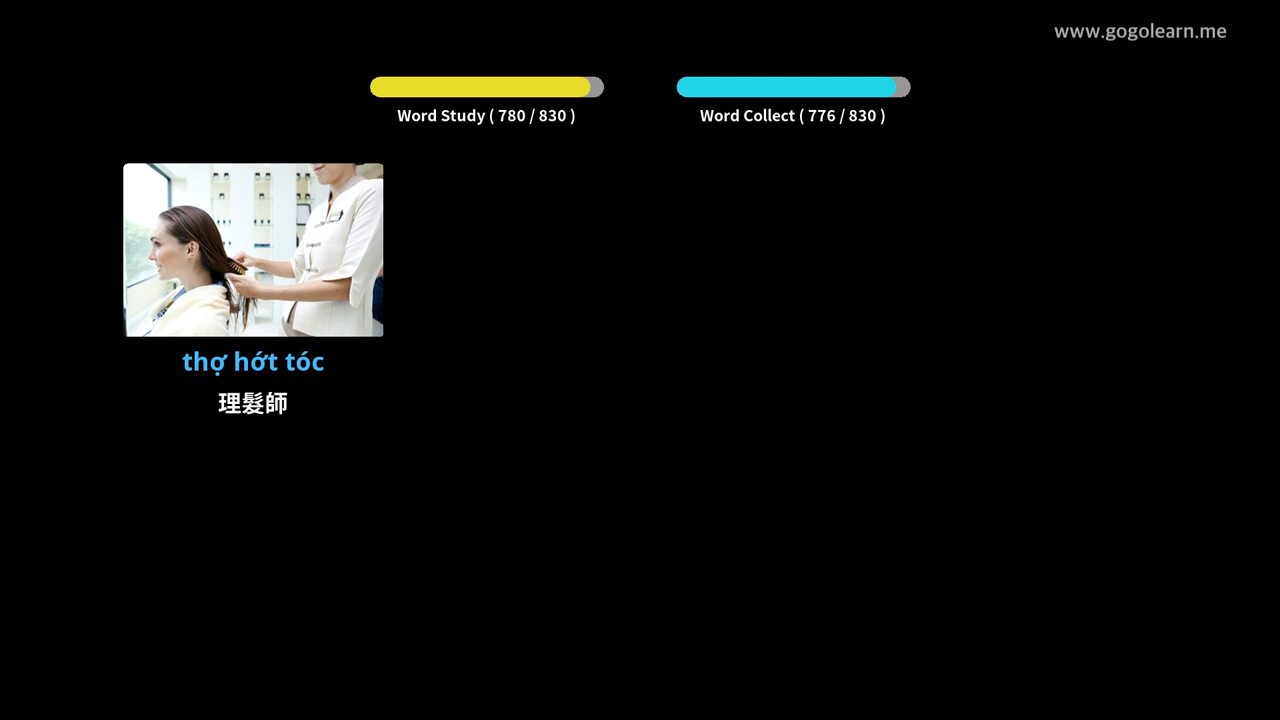 www.gogolearn.me
Word Study ( 780 / 830 )
Word Collect ( 776 / 830 )
thợ hớt tóc
理髮師